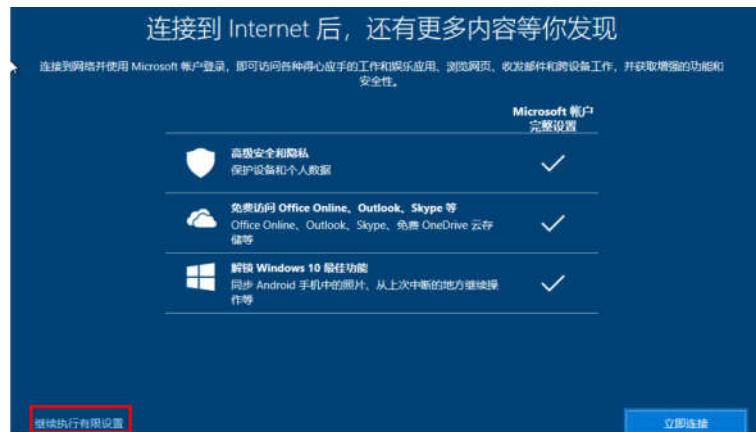 连接到 Internet 后，还有更多内容等你发现
连接到网络并使用 Microsoft 帐户登录，即可访问各种得心应手的工作和娱乐应用、浏览网页、收发邮件和跨设备工作，并获取增强的功能和
安全性。
Microsoft 帐户
完整设置
高级安全和隐私
保护设备和个人数据
免费访问 Office Online、Outlook、Skype 等
Office Online、Outlook、Skype、免费 OneDrive 云存
储等
解锁 Windows 10 最佳功能
同步 Android 手机中的照片、从上次中断的地方继续操
作等
继续执行有限设置
立即连接